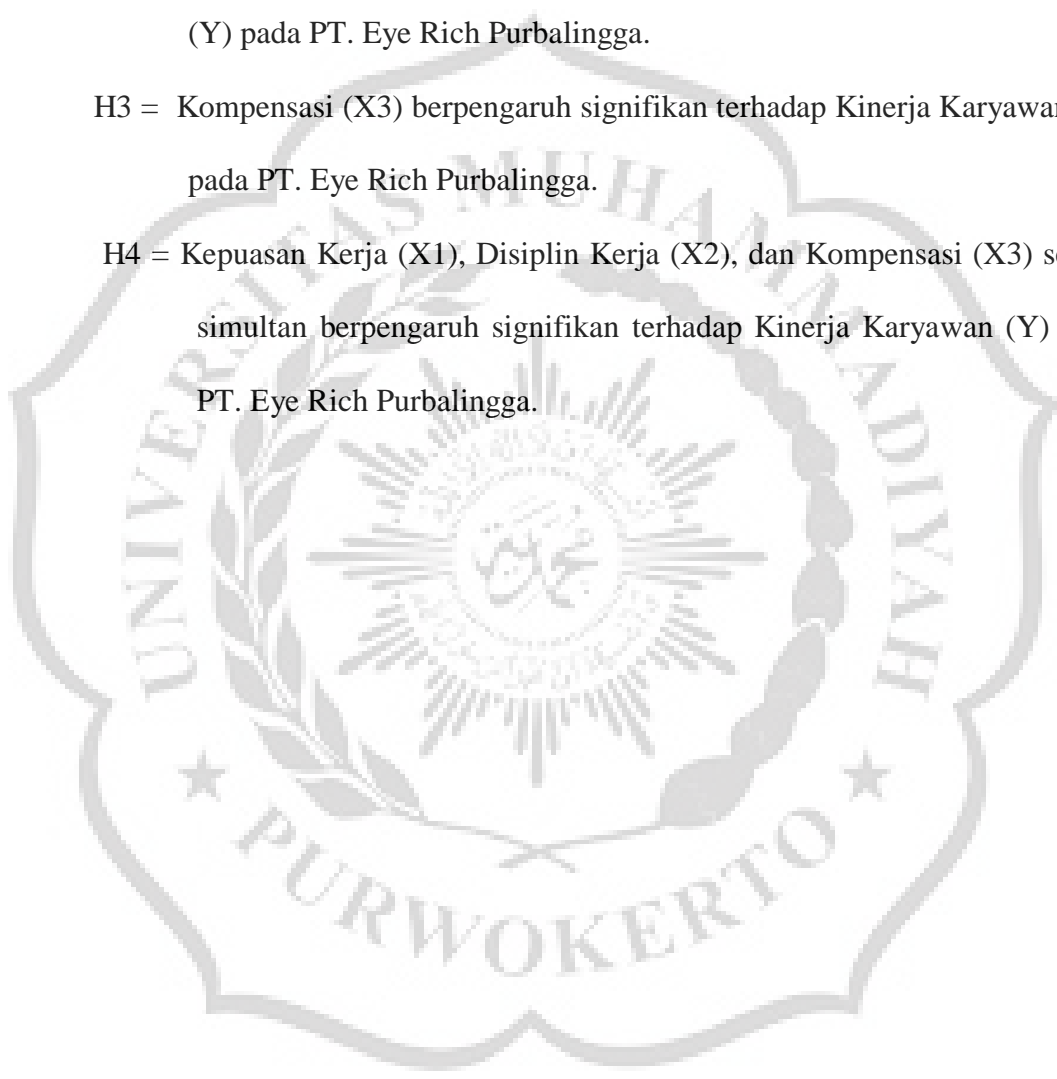 (Y) pada PT. Eye Rich Purbalingga.
H3 = Kompensasi (X3) berpengaruh signifikan terhadap Kinerja Karyawan
pada PT. Eye Rich Purbalingga.
H4 = Kepuasan Kerja (X1), Disiplin Kerja (X2), dan Kompensasi (X3)
simultan berpengaruh signifikan terhadap Kinerja Karyawan (Y)
PT. Eye Rich Purbalingga.
UNIVERSITAS MUHAMMADIYAH
PURWOKERTO